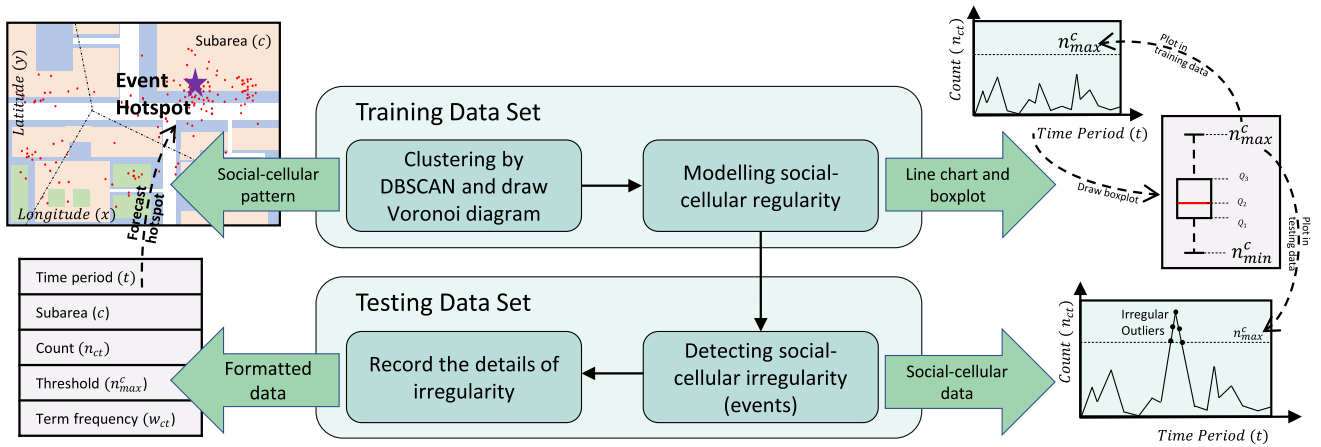 Subarea (c)
Event
Hotspot
Latitude (y)
Longitude (x)
Forecast
hotspot
Time period (t)
Subarea (c)
Count (n_ct)
Threshold (n^c_max)
Term frequency (w_ct)
Social-cellular
pattern
Formatted
data
Training Data Set
Clustering by
DBSCAN and draw
Voronoi diagram
Modelling social-
cellular regularity
Testing Data Set
Record the details of
irregularity
Detecting social-
cellular irregularity
(events)
Line chart and
boxplot
Social-cellular
data
Count ( n_ct)
n^c_max
Time Period (t)
Plot in
training data
Draw boxplot
n^c_max
Q_3
Q_2
Q_1
n^c_min
Plot in
testing data
Count ( n_ct)
Irregular
Outliers
n^c_max
Time Period (t)